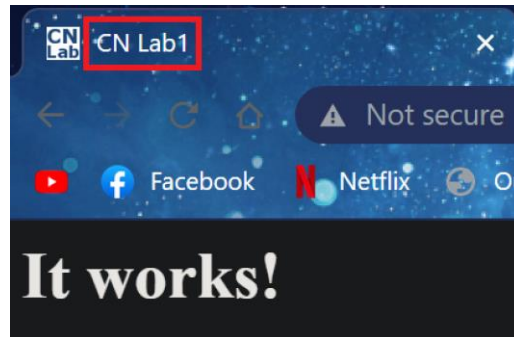 CN
Lab
CN Lab1
Not secure
Facebook
Netflix
O
It works!